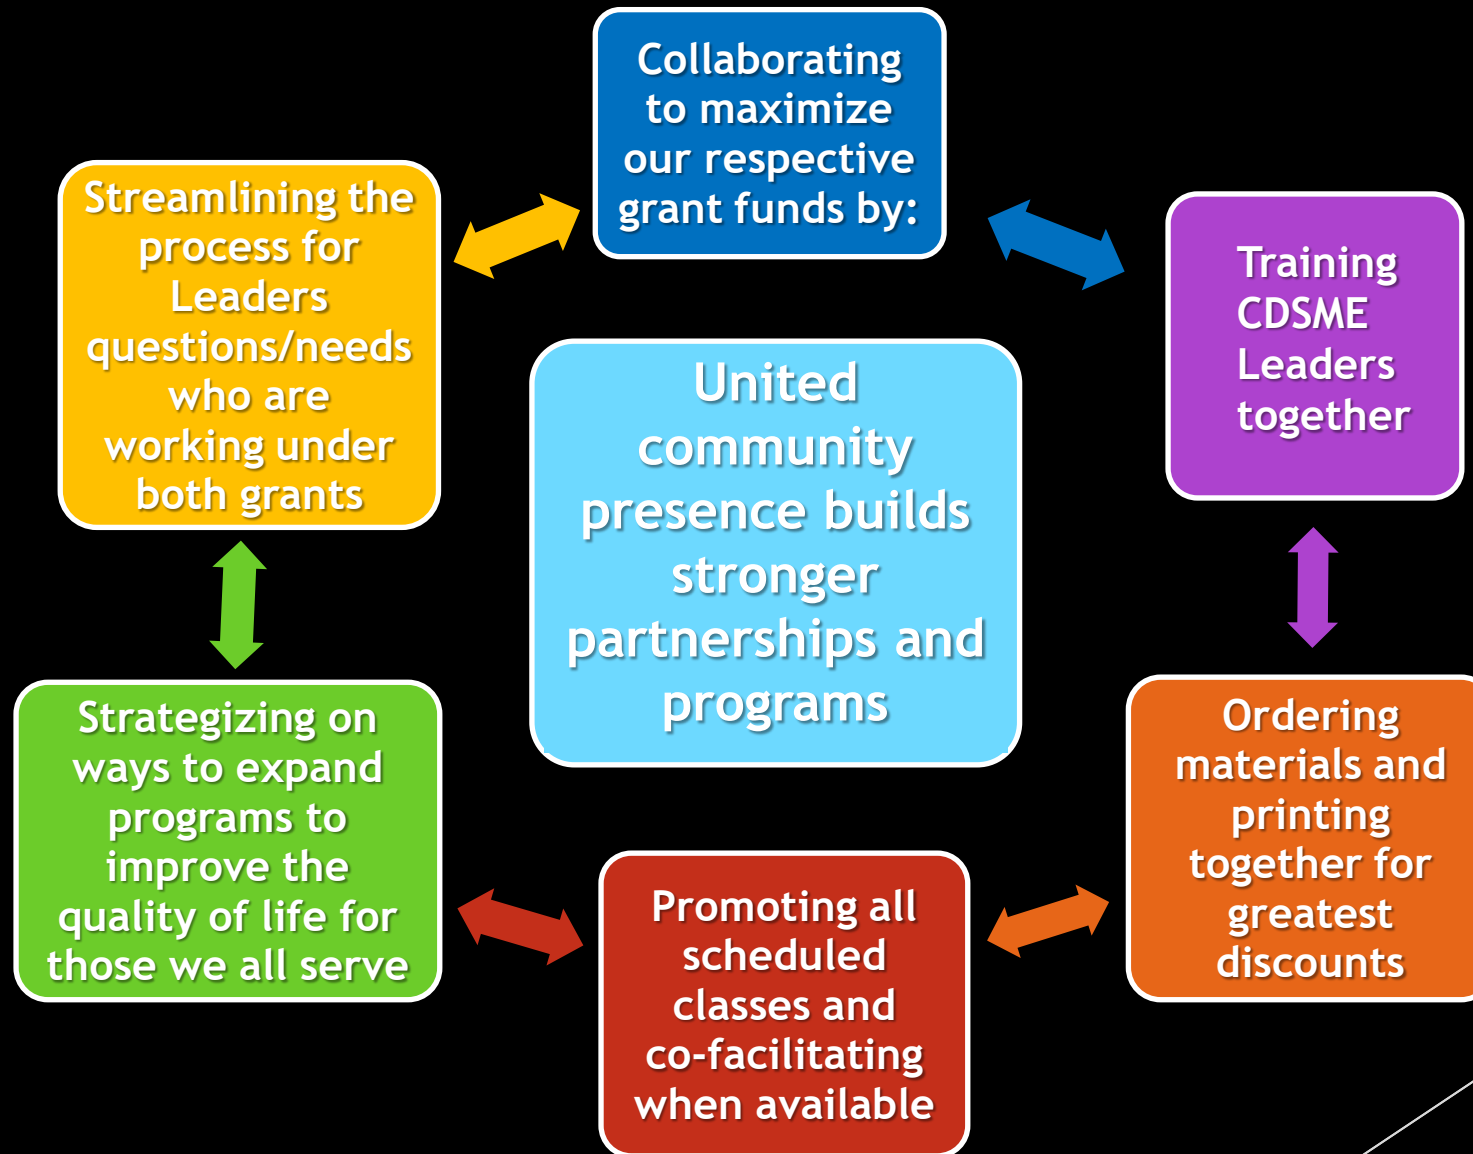 Collaborating
to maximize
our respective
grant funds by:
Training
CDSME
Leaders
together
Ordering
materials and
printing
together for
greatest
discounts
Promoting all
scheduled
classes and
co-facilitating
when available
Strategizing on
ways to expand
programs to
improve the
quality of life for
those we all serve
Streamlining the
process for
Leaders
questions/needs
who are
working under
both grants
United
community
presence builds
stronger
partnerships and
programs